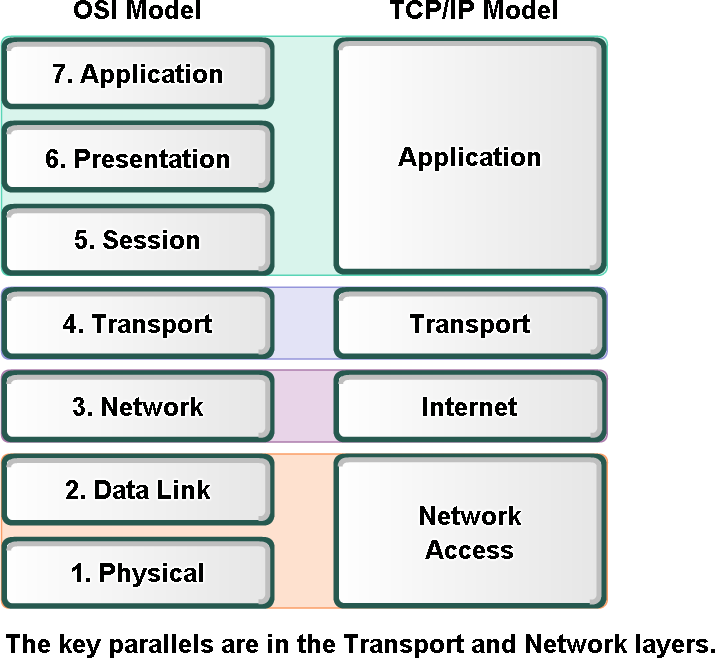 OSI Model
TCP/IP Model
7. Application
6. Presentation
5. Session
Application
4. Transport
Transport
3. Network
Internet
2. Data Link
1. Physical
Network
Access
The key parallels are in the Transport and Network layers.